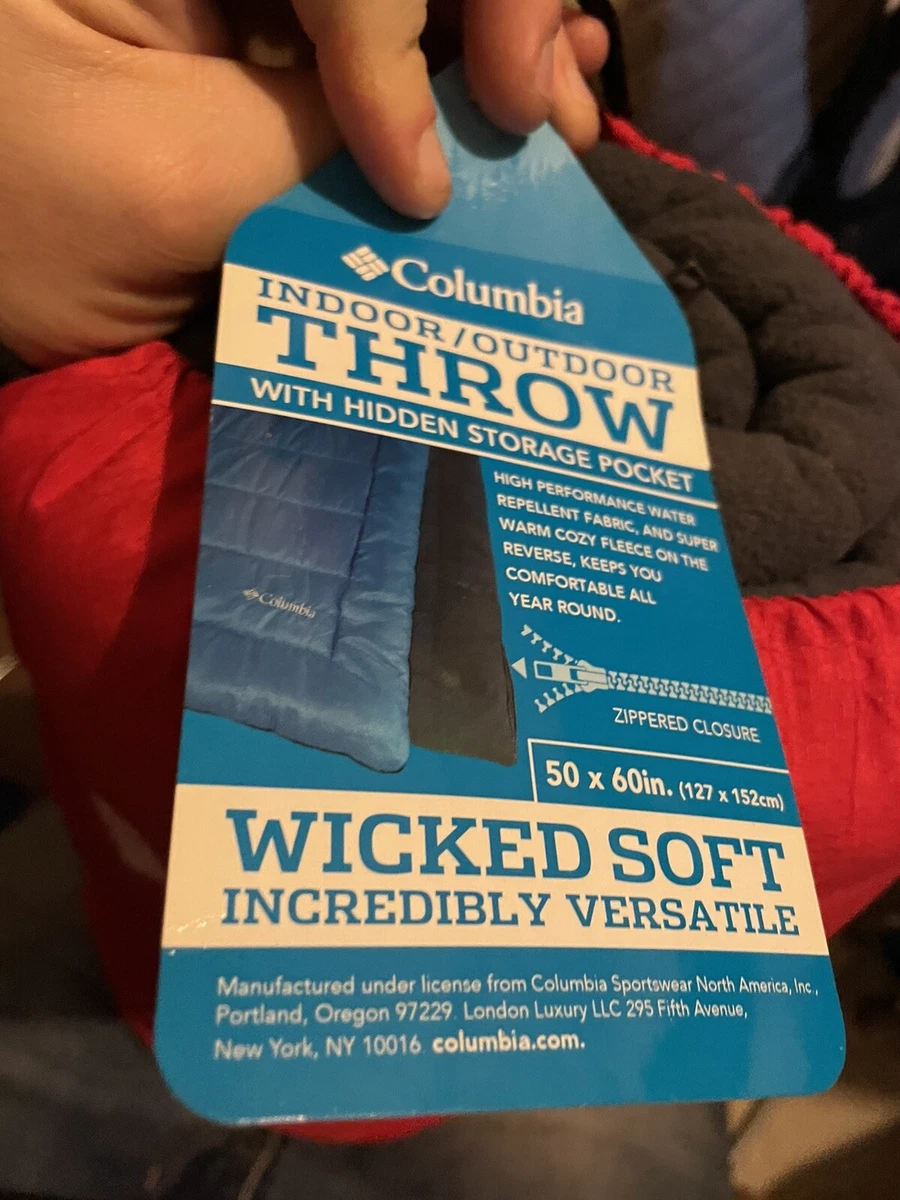 Columbia
INDOOR/OUTDOOR
THROW
WITH HIDDEN STORAGE POCKET
HIGH PERFORMANCE WATER
REPELLENT FABRIC, AND SUPER
WARM COZY FLEECE ON THE
REVERSE, KEEPS YOU
COMFORTABLE ALL
YEAR ROUND.
Columbia
ZIPPERED CLOSURE
50 x 60in. (127 x 152cm)
WICKED SOFT
INCREDIBLY VERSATILE
Manufactured under license from Columbia Sportswear North America, Inc.,
Portland, Oregon 97229. London Luxury LLC 295 Fifth Avenue,
New York, NY 10016. columbia.com.